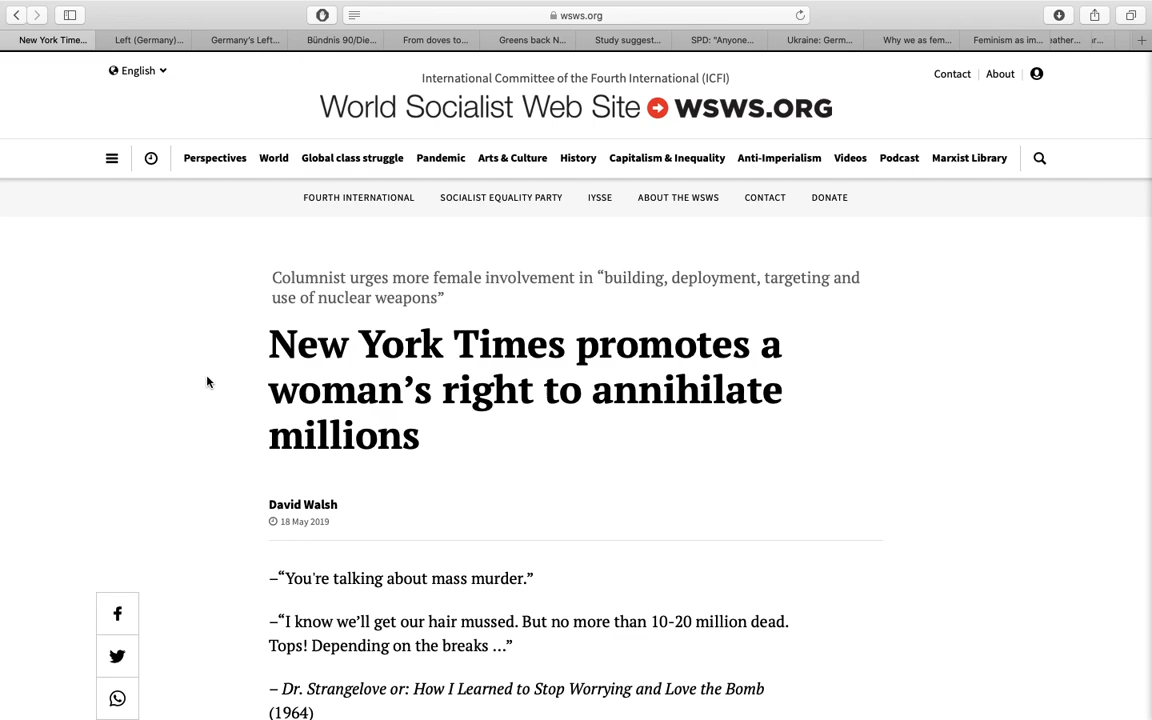 wsws.org
New York Time...
Left (Germany)...
Germany's Left...
Bündnis 90/Die...
From doves to...
Greens back N...
Study suggest...
SPD: "Anyone...
Ukraine: Germ...
Why we as fem...
Feminism as im...
eather...
English
International Committee of the Fourth International (ICFI)
Contact
About
World Socialist Web Site WSWS.ORG
Perspectives World Global class struggle Pandemic Arts & Culture History Capitalism & Inequality Anti-Imperialism Videos Podcast Marxist Library
FOURTH INTERNATIONAL SOCIALIST EQUALITY PARTY IYSSE ABOUT THE WSWS CONTACT DONATE
Columnist urges more female involvement in “building, deployment, targeting and
use of nuclear weapons”
New York Times promotes a
woman’s right to annihilate
millions
David Walsh
18 May 2019
–“You're talking about mass murder.”
–“I know we’ll get our hair mussed. But no more than 10-20 million dead.
Tops! Depending on the breaks …”
– Dr. Strangelove or: How I Learned to Stop Worrying and Love the Bomb
(1964)